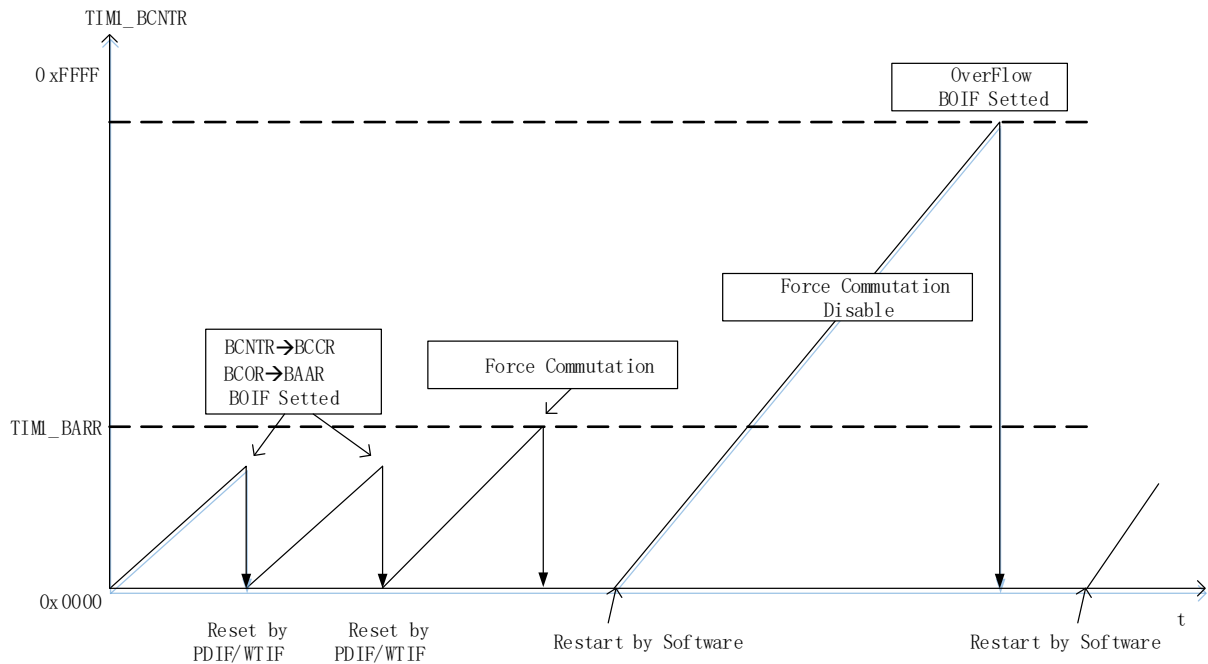 TIM1_BCNTR
0xFFFF
OverFlow
BOIF Setted
Force Commutation
Disable
BCNTR→BCCR
BCOR→BAAR
BOIF Setted
Force Commutation
TIM1_BARR
0x0000
t
Reset by
PDIF/WTIF
Reset by
PDIF/WTIF
Restart by Software
Restart by Software